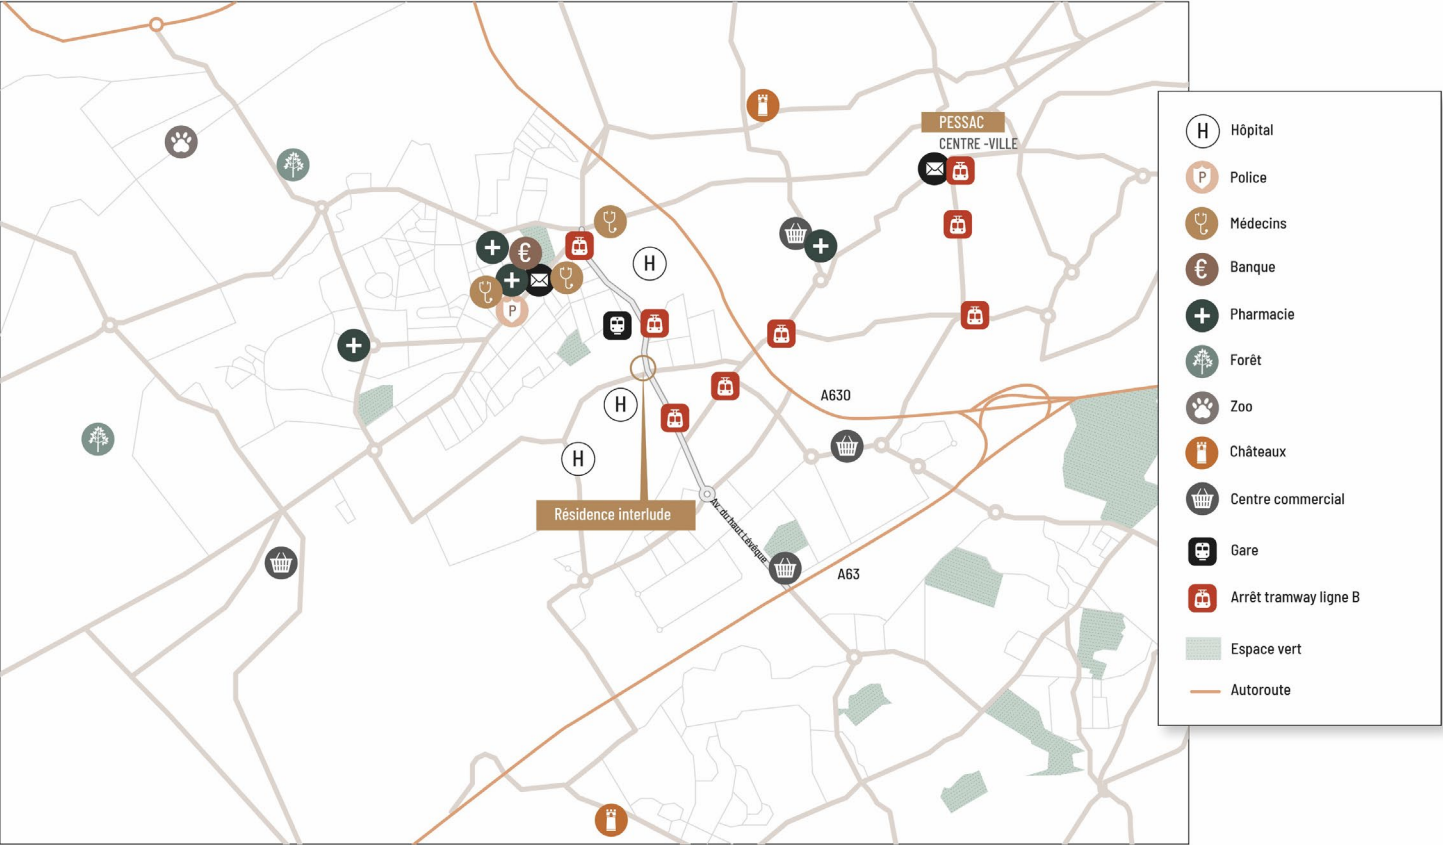 PESSAC
CENTRE -VILLE
H
€
P
H
A630
H
H
Résidence interlude
Av. du haut Lévêque
A63
H Hôpital
P Police
Médecins
€ Banque
Pharmacie
Forêt
Zoo
Châteaux
Centre commercial
Gare
Arrêt tramway ligne B
Espace vert
Autoroute